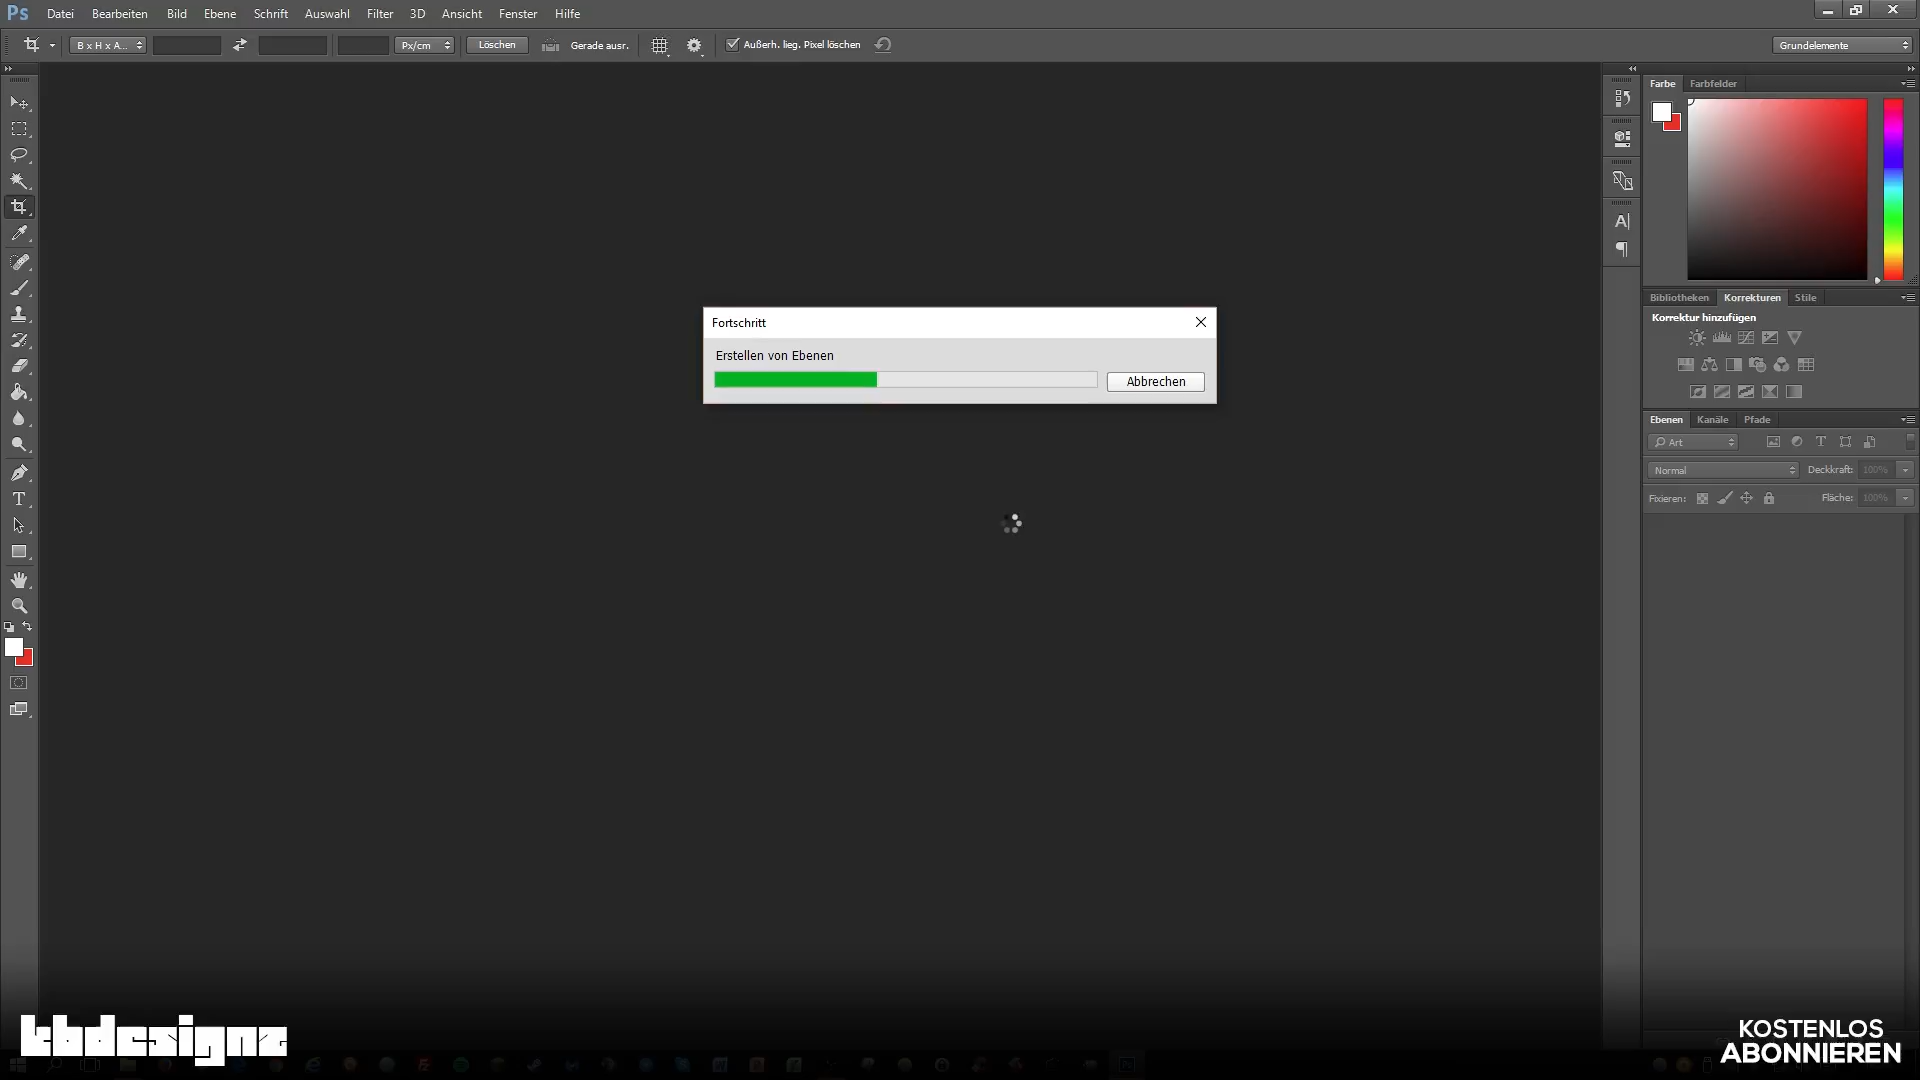 Ps Datei Bearbeiten Bild Ebene Schrift Auswahl Filter 3D Ansicht Fenster Hilfe
B x H x A... Px/cm Löschen Gerade ausr. Außerh. lieg. Pixel löschen Grundelemente
Farbe Farbfelder
Fortschritt
Erstellen von Ebenen
Abbrechen
Bibliotheken Korrekturen Stile
Korrektur hinzufügen
Ebenen Kanäle Pfade
Art
Normal Deckkraft: 100%
Fixieren: Fläche: 100%
kbdesignz
KOSTENLOS
ABONNIEREN